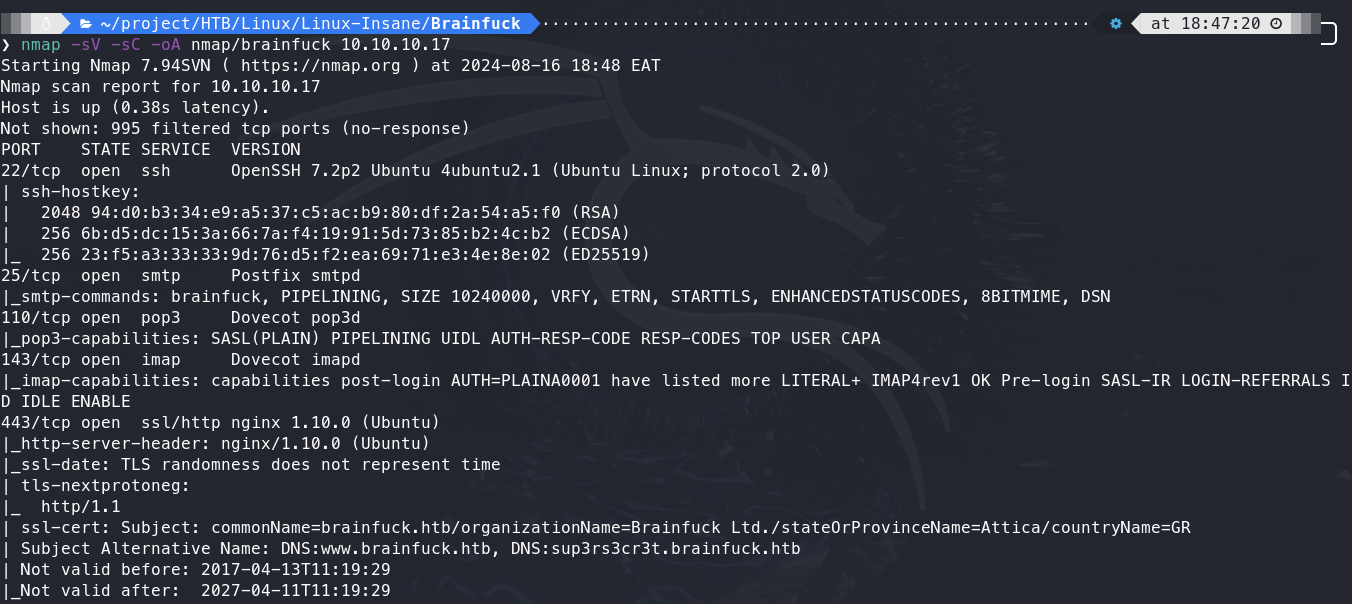 ~/project/HTB/Linux/Linux-Insane/Brainfuck at 18:47:20
❯ nmap -sV -sC -oA nmap/brainfuck 10.10.10.17
Starting Nmap 7.94SVN ( https://nmap.org ) at 2024-08-16 18:48 EAT
Nmap scan report for 10.10.10.17
Host is up (0.38s latency).
Not shown: 995 filtered tcp ports (no-response)
PORT    STATE SERVICE  VERSION
22/tcp  open  ssh      OpenSSH 7.2p2 Ubuntu 4ubuntu2.1 (Ubuntu Linux; protocol 2.0)
| ssh-hostkey:
|   2048 94:d0:b3:34:e9:a5:37:c5:ac:b9:80:df:2a:54:a5:f0 (RSA)
|   256 6b:d5:dc:15:3a:66:7a:f4:19:91:5d:73:85:b2:4c:b2 (ECDSA)
|_  256 23:f5:a3:33:33:9d:76:d5:f2:ea:69:71:e3:4e:8e:02 (ED25519)
25/tcp  open  smtp     Postfix smtpd
|_smtp-commands: brainfuck, PIPELINING, SIZE 10240000, VRFY, ETRN, STARTTLS, ENHANCEDSTATUSCODES, 8BITMIME, DSN
110/tcp open  pop3     Dovecot pop3d
|_pop3-capabilities: SASL(PLAIN) PIPELINING UIDL AUTH-RESP-CODE RESP-CODES TOP USER CAPA
143/tcp open  imap     Dovecot imapd
|_imap-capabilities: capabilities post-login AUTH=PLAINA0001 have listed more LITERAL+ IMAP4rev1 OK Pre-login SASL-IR LOGIN-REFERRALS I
D IDLE ENABLE
443/tcp open  ssl/http nginx 1.10.0 (Ubuntu)
|_http-server-header: nginx/1.10.0 (Ubuntu)
|_ssl-date: TLS randomness does not represent time
| tls-nextprotoneg:
|_  http/1.1
| ssl-cert: Subject: commonName=brainfuck.htb/organizationName=Brainfuck Ltd./stateOrProvinceName=Attica/countryName=GR
| Subject Alternative Name: DNS:www.brainfuck.htb, DNS:sup3rs3cr3t.brainfuck.htb
| Not valid before: 2017-04-13T11:19:29
|_Not valid after:  2027-04-11T11:19:29